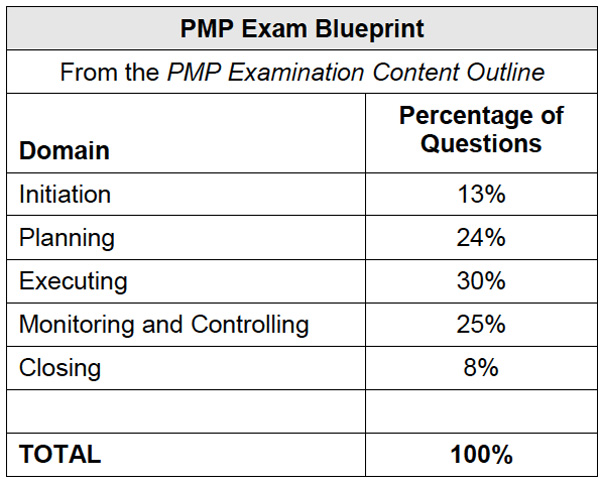 PMP Exam Blueprint
From the PMP Examination Content Outline
Domain
Percentage of
Questions
Initiation 13%
Planning 24%
Executing 30%
Monitoring and Controlling 25%
Closing 8%
TOTAL 100%